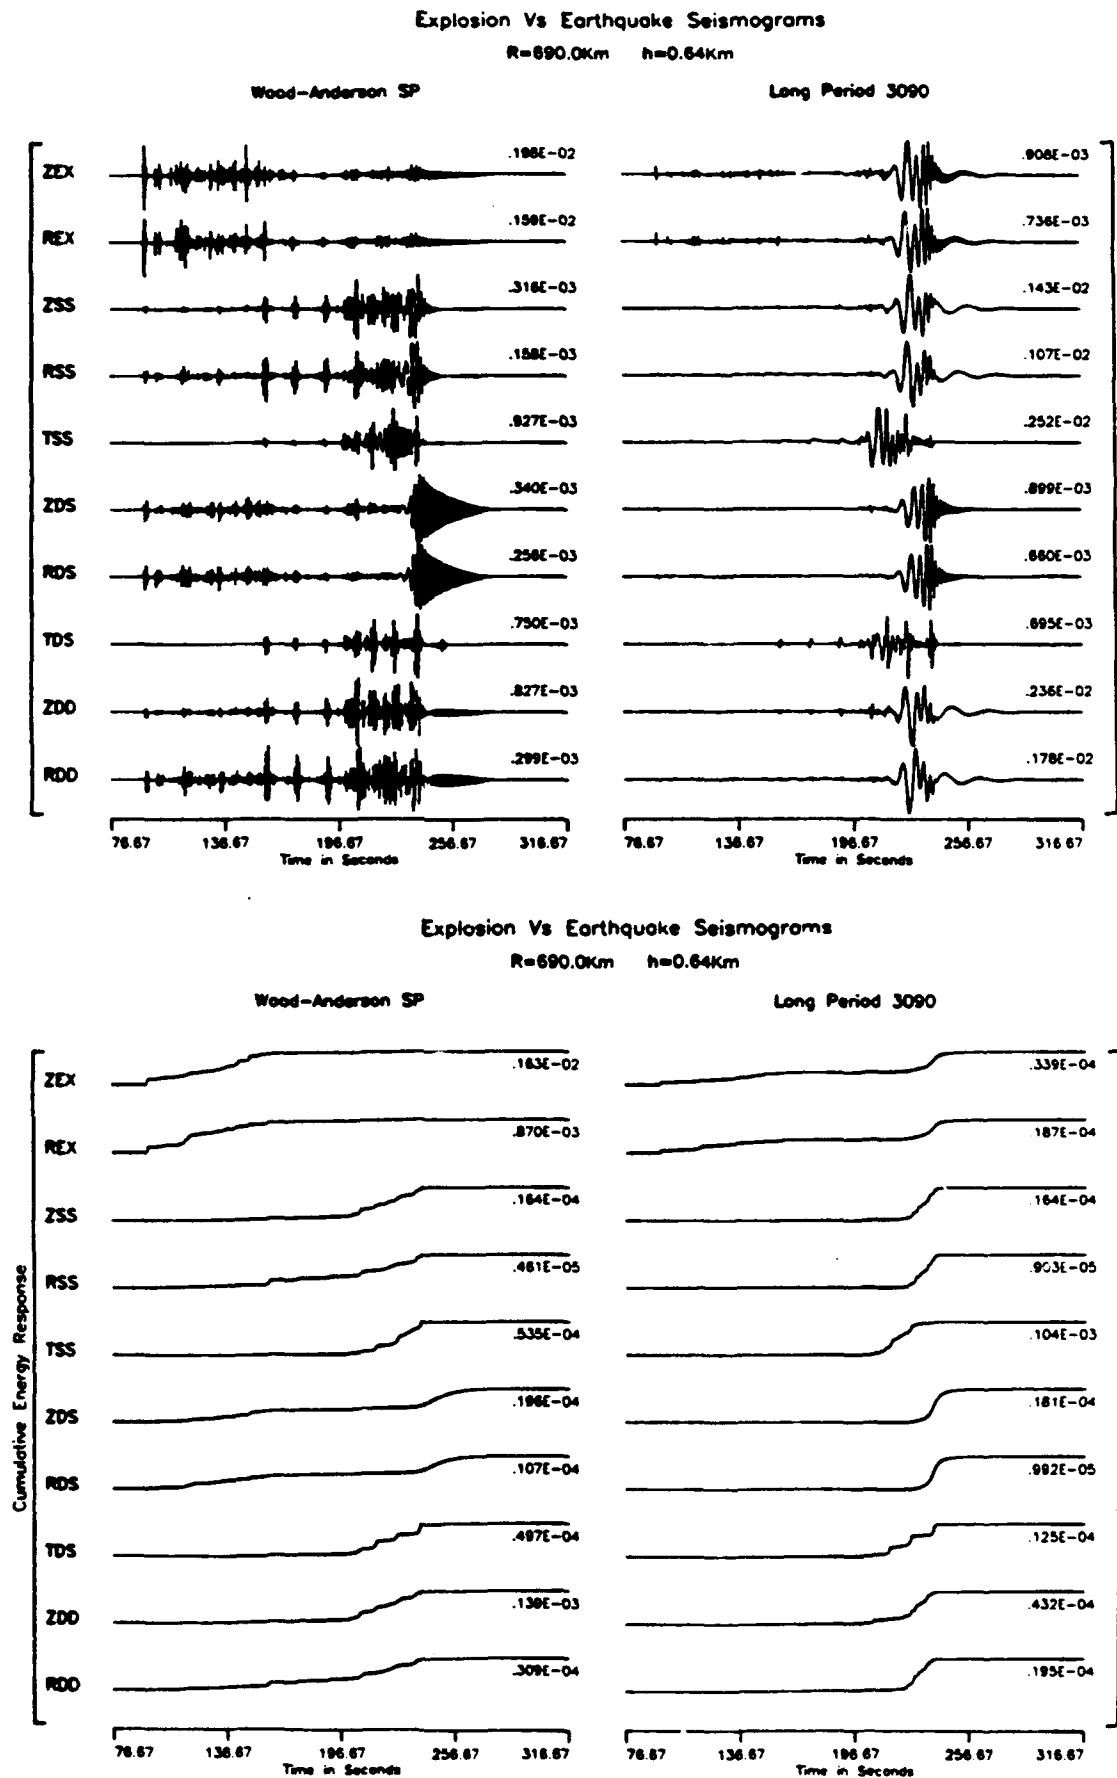 Explosion Vs Earthquake Seismograms
R=690.0Km h=0.64Km
Wood-Anderson SP Long Period 3090
ZEX .196E-02 .906E-03
REX .159E-02 .736E-03
ZSS .316E-03 .143E-02
RSS .158E-03 .107E-02
TSS .927E-03 .252E-02
ZDS .340E-03 .899E-03
RDS .256E-03 .660E-03
TDS .750E-03 .695E-03
ZDD .827E-03 .236E-02
RDD .299E-03 .178E-02
76.67 136.67 196.67 256.67 316.67 76.67 136.67 196.67 256.67 316.67
Time in Seconds Time in Seconds
Explosion Vs Earthquake Seismograms
R=690.0Km h=0.64Km
Wood-Anderson SP Long Period 3090
Cumulative Energy Response
ZEX .163E-02 .339E-04
REX .870E-03 .187E-04
ZSS .164E-04 .164E-04
RSS .461E-05 .903E-05
TSS .535E-04 .104E-03
ZDS .196E-04 .181E-04
RDS .107E-04 .992E-05
TDS .497E-04 .125E-04
ZDD .139E-03 .432E-04
RDD .309E-04 .195E-04
76.67 136.67 196.67 256.67 316.67 76.67 136.67 196.67 256.67 316.67
Time in Seconds Time in Seconds